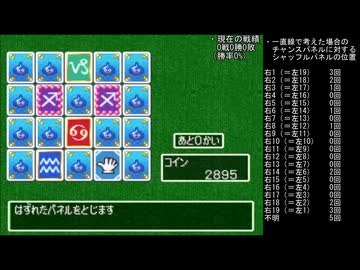 ・現在の戦績
0戦0勝0敗
(勝率0%)
・一直線で考えた場合の
チャンスパネルに対する
シャッフルパネルの位置
右1 (=左19) 3回
右2 (=左18) 2回
右3 (=左17) 1回
右4 (=左16) 0回
右5 (=左15) 0回
右6 (=左14) 1回
右7 (=左13) 0回
右8 (=左12) 1回
右9 (=左11) 0回
右10 (=左10) 0回
右11 (=左9) 0回
右12 (=左8) 0回
右13 (=左7) 0回
右14 (=左6) 2回
右15 (=左5) 0回
右16 (=左4) 0回
右17 (=左3) 0回
右18 (=左2) 2回
右19 (=左1) 3回
不明 5回
あと0かい
コイン
2895
はずれたパネルをとじます